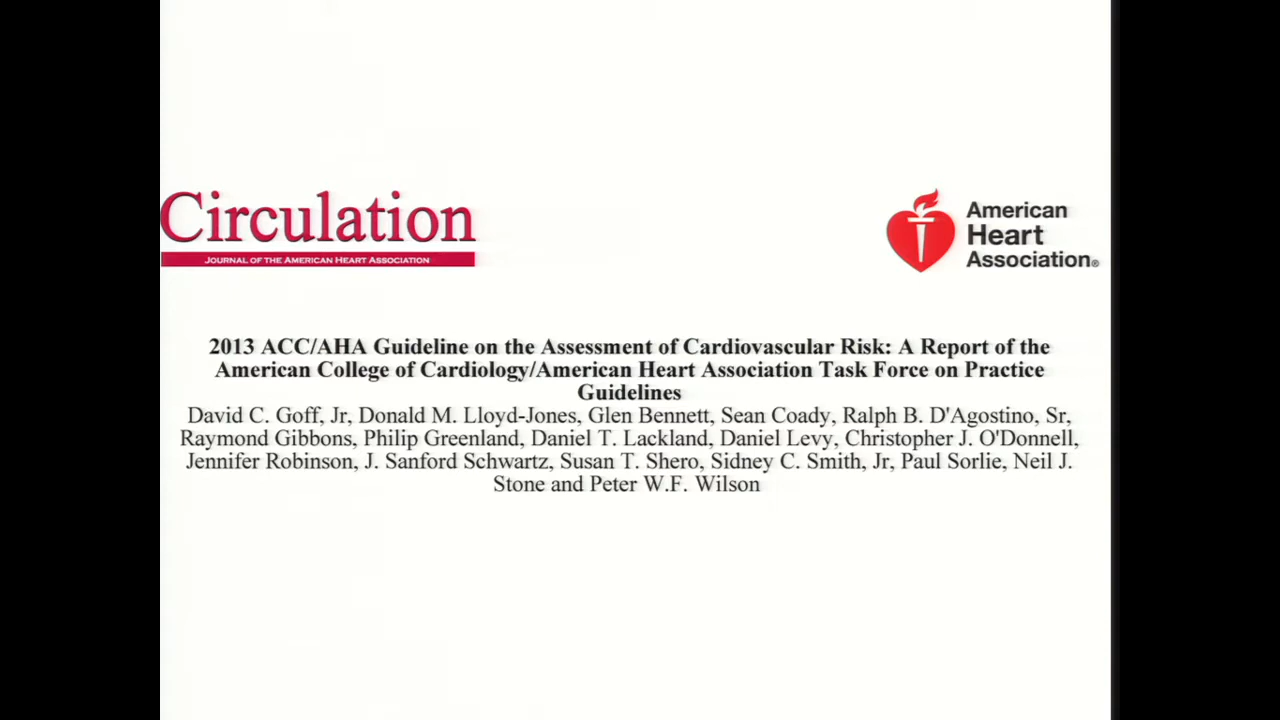 Circulation
JOURNAL OF THE AMERICAN HEART ASSOCIATION
American
Heart
Association®
2013 ACC/AHA Guideline on the Assessment of Cardiovascular Risk: A Report of the
American College of Cardiology/American Heart Association Task Force on Practice
Guidelines
David C. Goff, Jr, Donald M. Lloyd-Jones, Glen Bennett, Sean Coady, Ralph B. D'Agostino, Sr,
Raymond Gibbons, Philip Greenland, Daniel T. Lackland, Daniel Levy, Christopher J. O'Donnell,
Jennifer Robinson, J. Sanford Schwartz, Susan T. Shero, Sidney C. Smith, Jr, Paul Sorlie, Neil J.
Stone and Peter W.F. Wilson